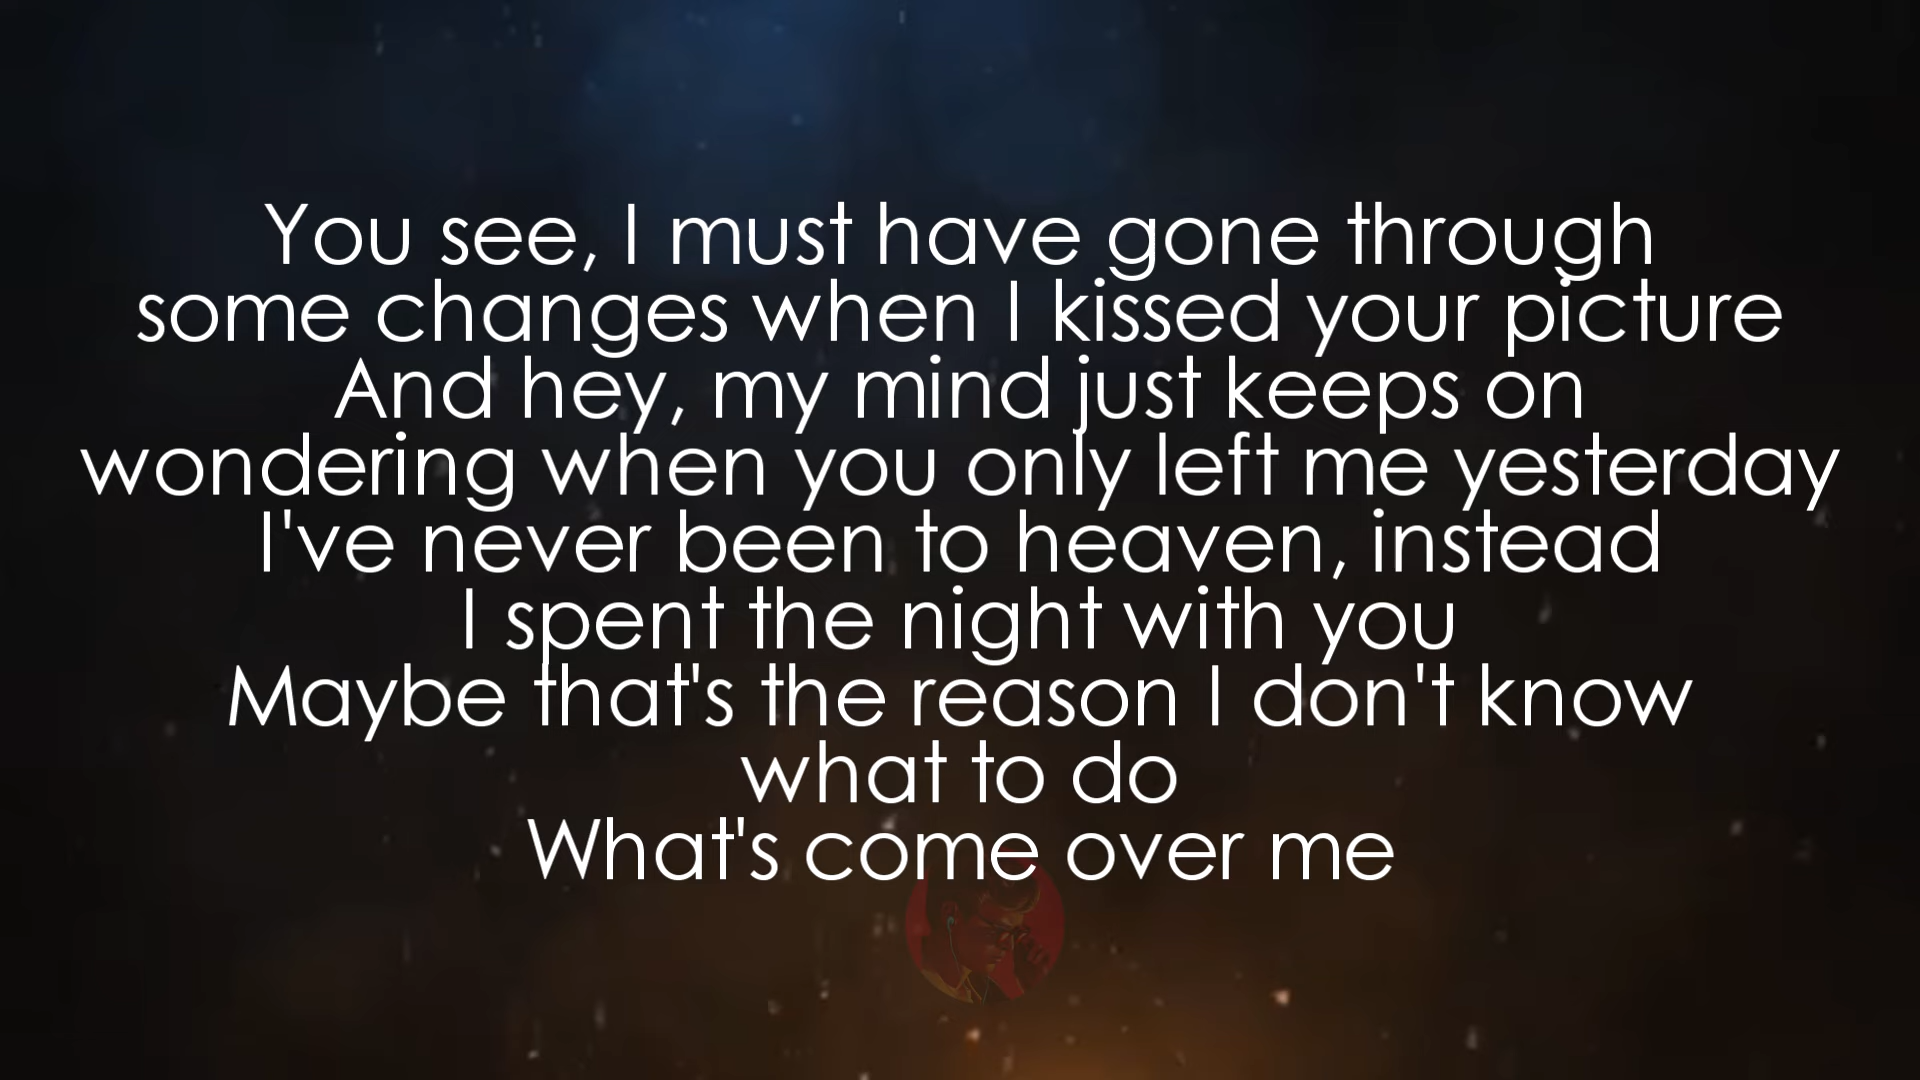 You see, I must have gone through
some changes when I kissed your picture
And hey, my mind just keeps on
wondering when you only left me yesterday
I've never been to heaven, instead
I spent the night with you
Maybe that's the reason I don't know
what to do
What's come over me